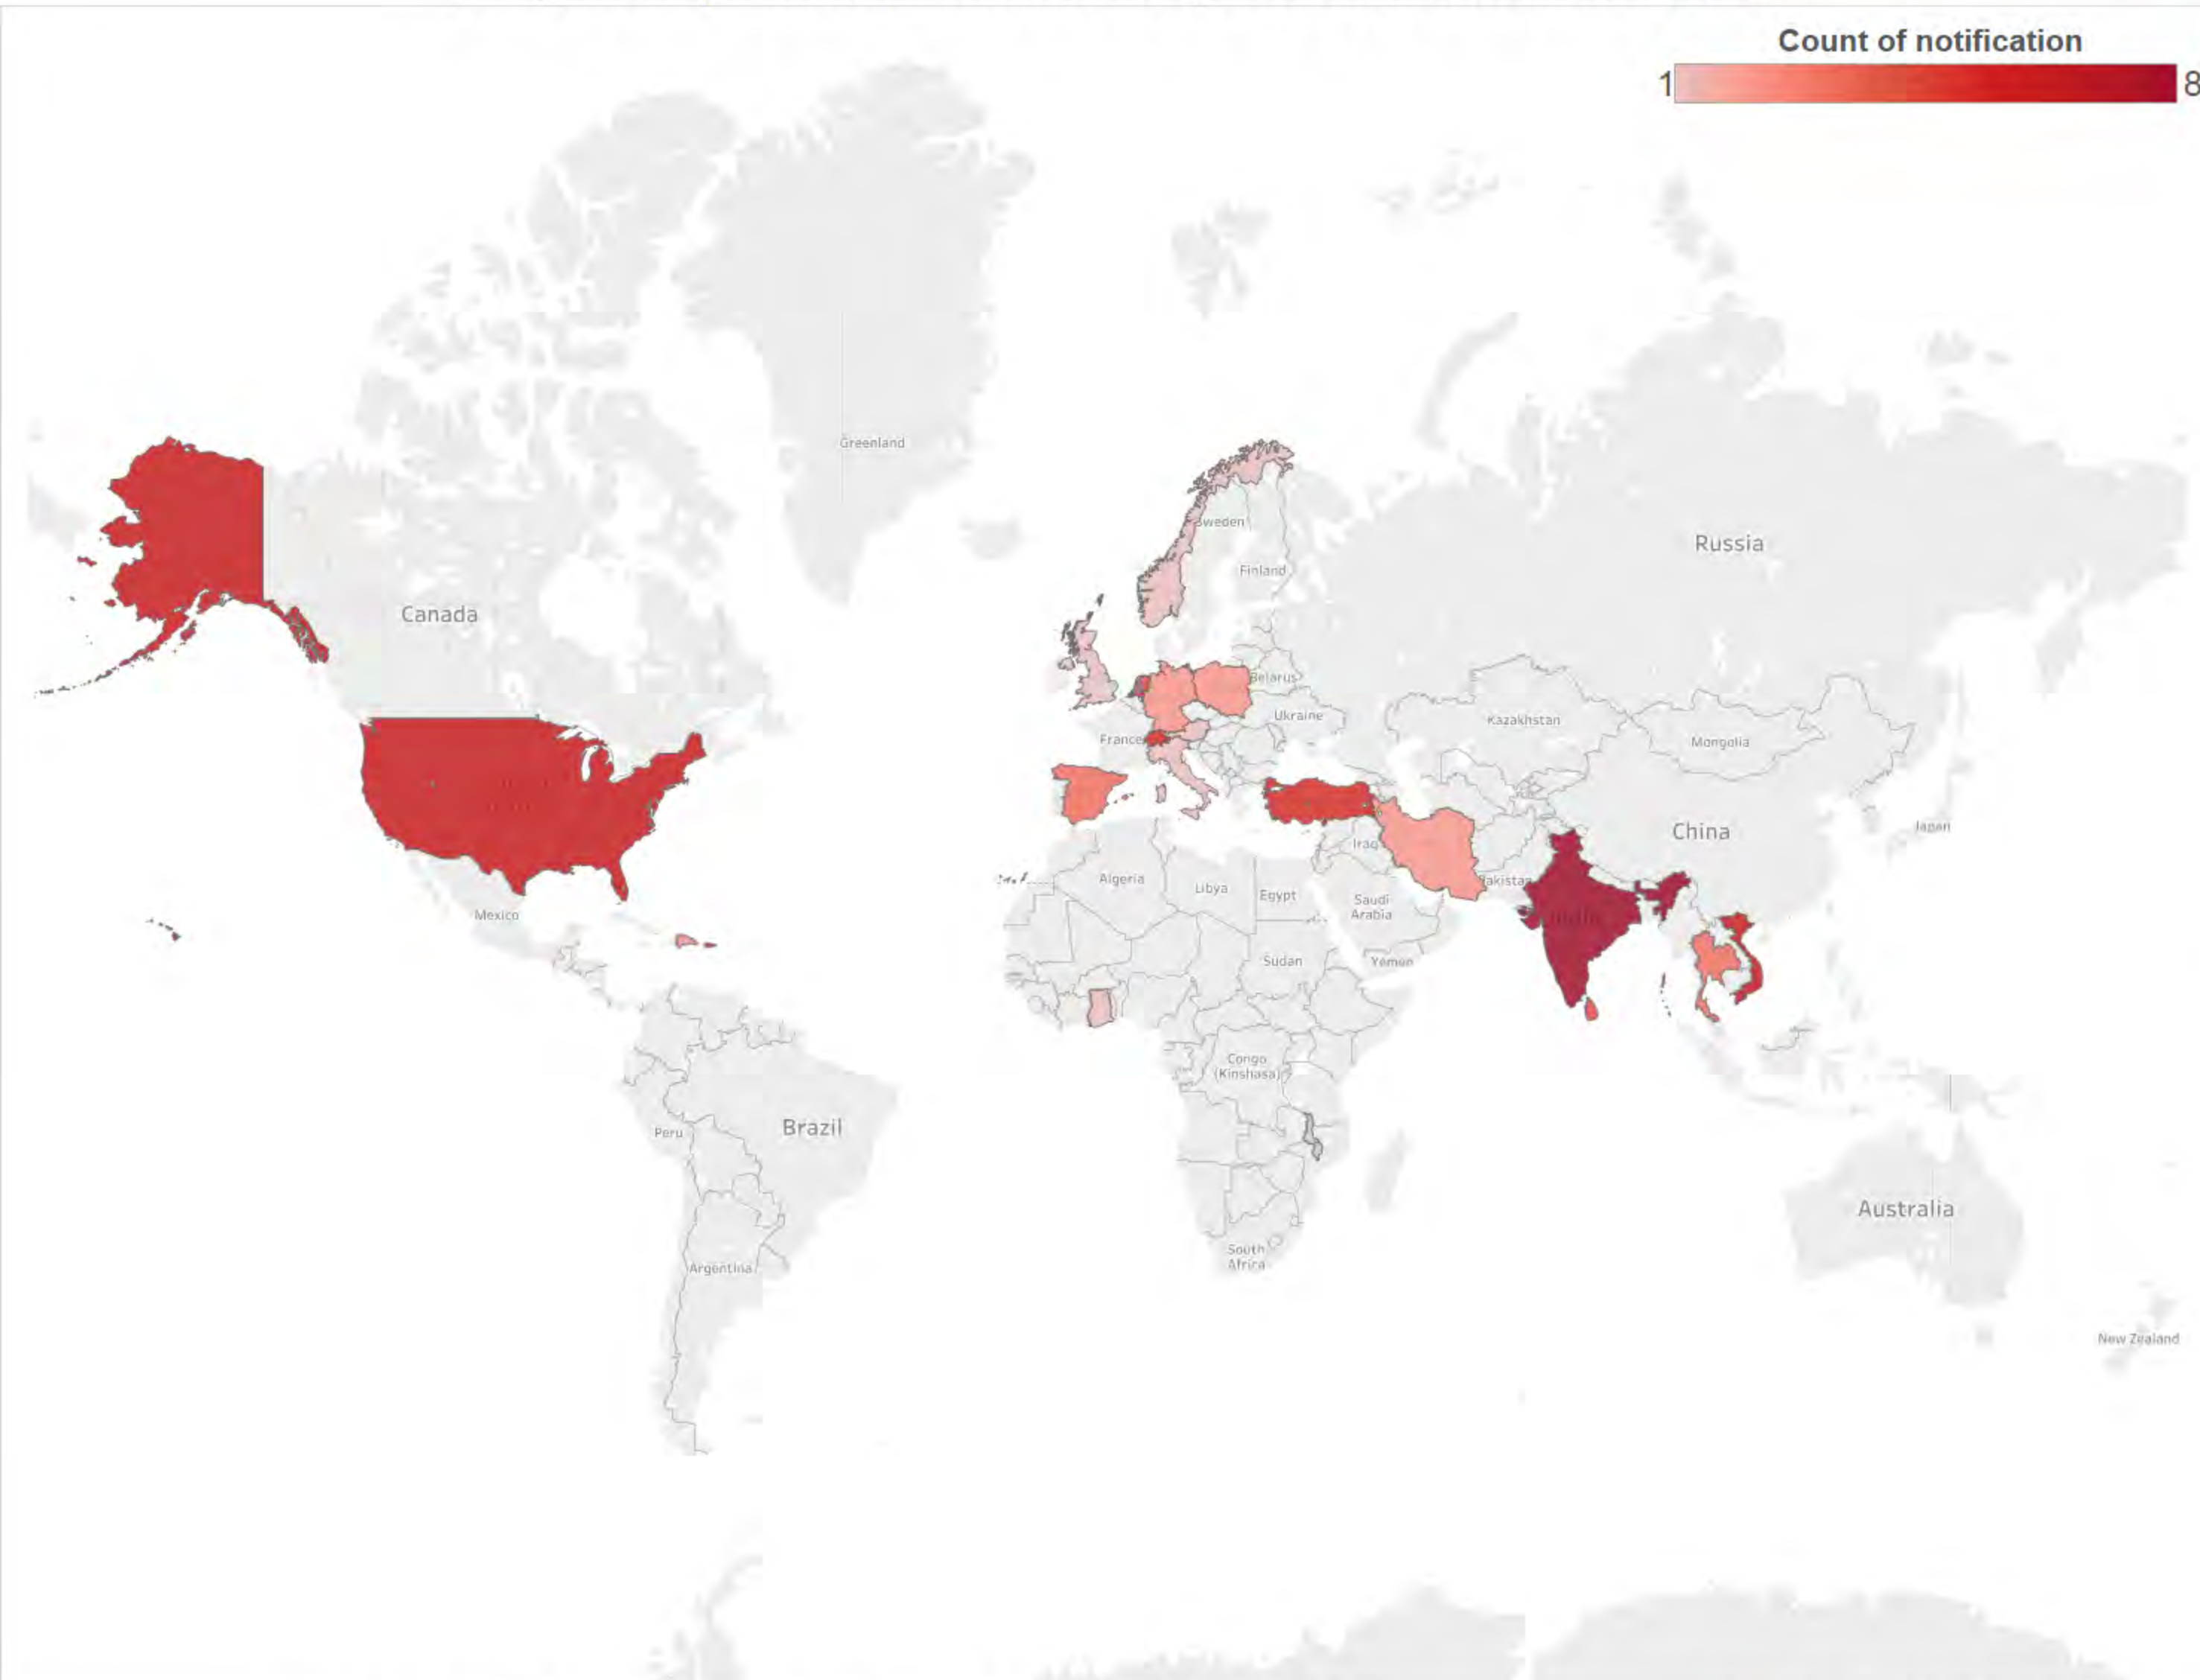 Count of notification
1
8
Greenland
Sweden
Russia
Finland
Canada
Belarus
Ukraine
France
Kazakhstan
Mongolia
China
Japan
Iraq
Algeria
Libya
Egypt
Pakistan
Saudi
Arabia
Mexico
Sudan
Yemen
Congo
(Kinshasa)
Peru
Brazil
Australia
South
Africa
Argentina
New Zealand